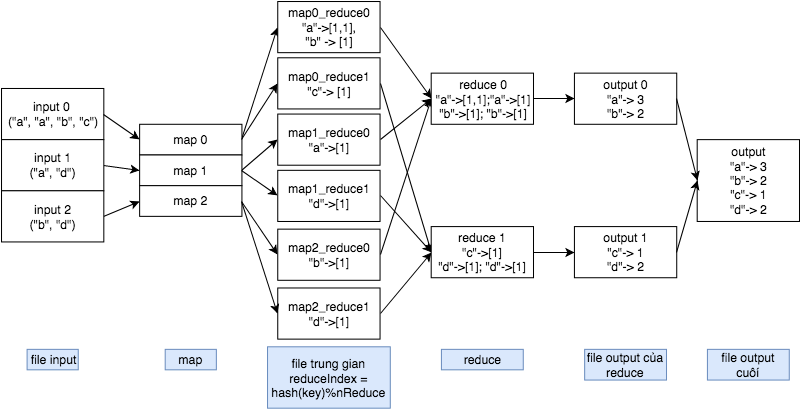 input 0
("a", "a", "b", "c")
input 1
("a", "d")
input 2
("b", "d")
map 0
map 1
map 2
map0_reduce0
"a"->[1,1],
"b" -> [1]
map0_reduce1
"c"-> [1]
map1_reduce0
"a"->[1]
map1_reduce1
"d"->[1]
map2_reduce0
"b"->[1]
map2_reduce1
"d"->[1]
reduce 0
"a"->[1,1];"a"->[1]
"b"->[1]; "b"->[1]
reduce 1
"c"->[1]
"d"->[1]; "d"->[1]
output 0
"a"-> 3
"b"-> 2
output 1
"c"-> 1
"d"-> 2
output
"a"-> 3
"b"-> 2
"c"-> 1
"d"-> 2
file input
map
file trung gian
reduceIndex =
hash(key)%nReduce
reduce
file output của
reduce
file output
cuối